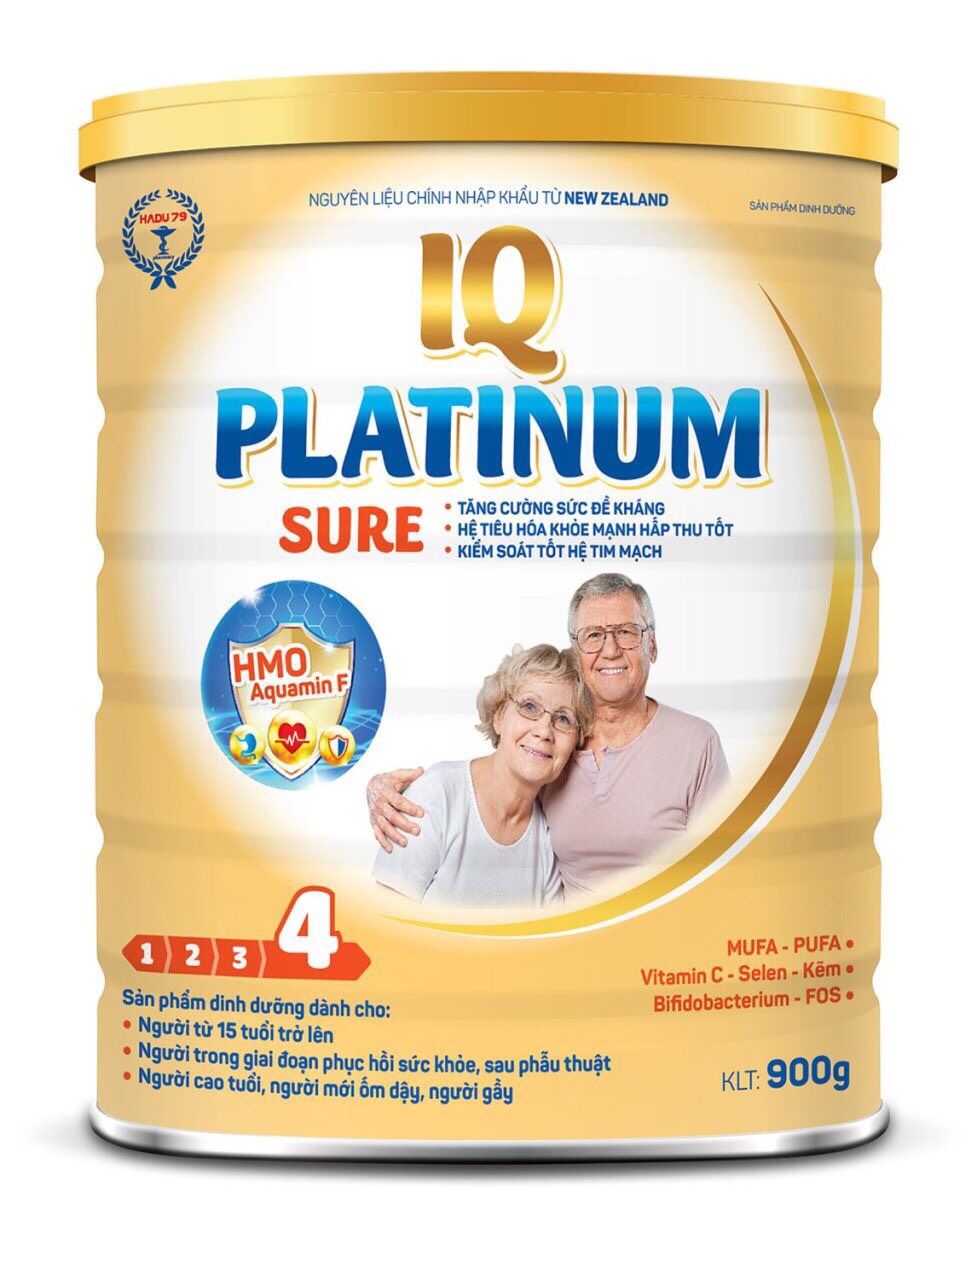 NGUYÊN LIỆU CHÍNH NHẬP KHẨU TỪ NEW ZEALAND
SẢN PHẨM DINH DƯỠNG
HADU 79
pharmacy
IQ
PLATINUM
SURE
• TĂNG CƯỜNG SỨC ĐỀ KHÁNG
• HỆ TIÊU HÓA KHỎE MẠNH HẤP THU TỐT
• KIỂM SOÁT TỐT HỆ TIM MẠCH
HMO
Aquamin F
1 2 3 4
Sản phẩm dinh dưỡng dành cho:
• Người từ 15 tuổi trở lên
• Người trong giai đoạn phục hồi sức khỏe, sau phẫu thuật
• Người cao tuổi, người mới ốm dậy, người gầy
MUFA - PUFA •
Vitamin C - Selen - Kẽm •
Bifidobacterium - FOS •
KLT: 900g